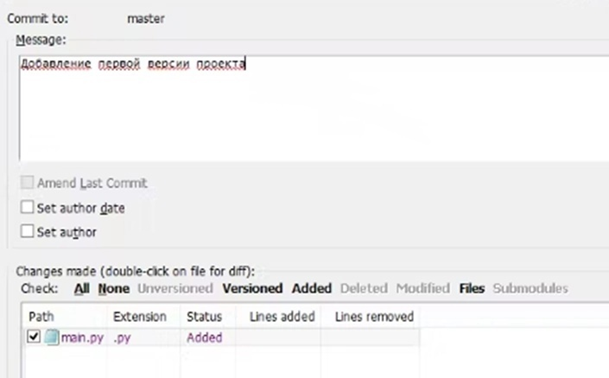 Commit to: master
Message:
Добавление первой версии проекта
Amend Last Commit
Set author date
Set author
Changes made (double-click on file for diff):
Check: All None Unversioned Versioned Added Deleted Modified Files Submodules
Path Extension Status Lines added Lines removed
main.py .py Added